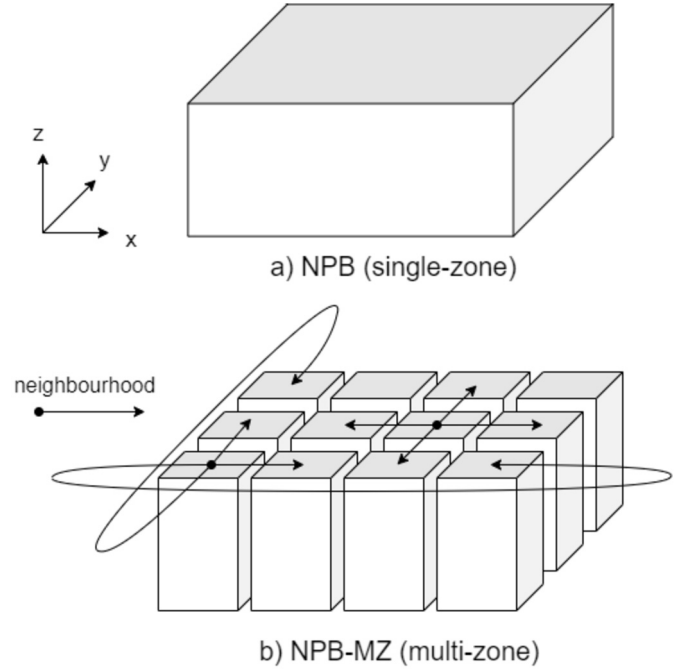 z
y
x
a) NPB (single-zone)
neighbourhood
b) NPB-MZ (multi-zone)